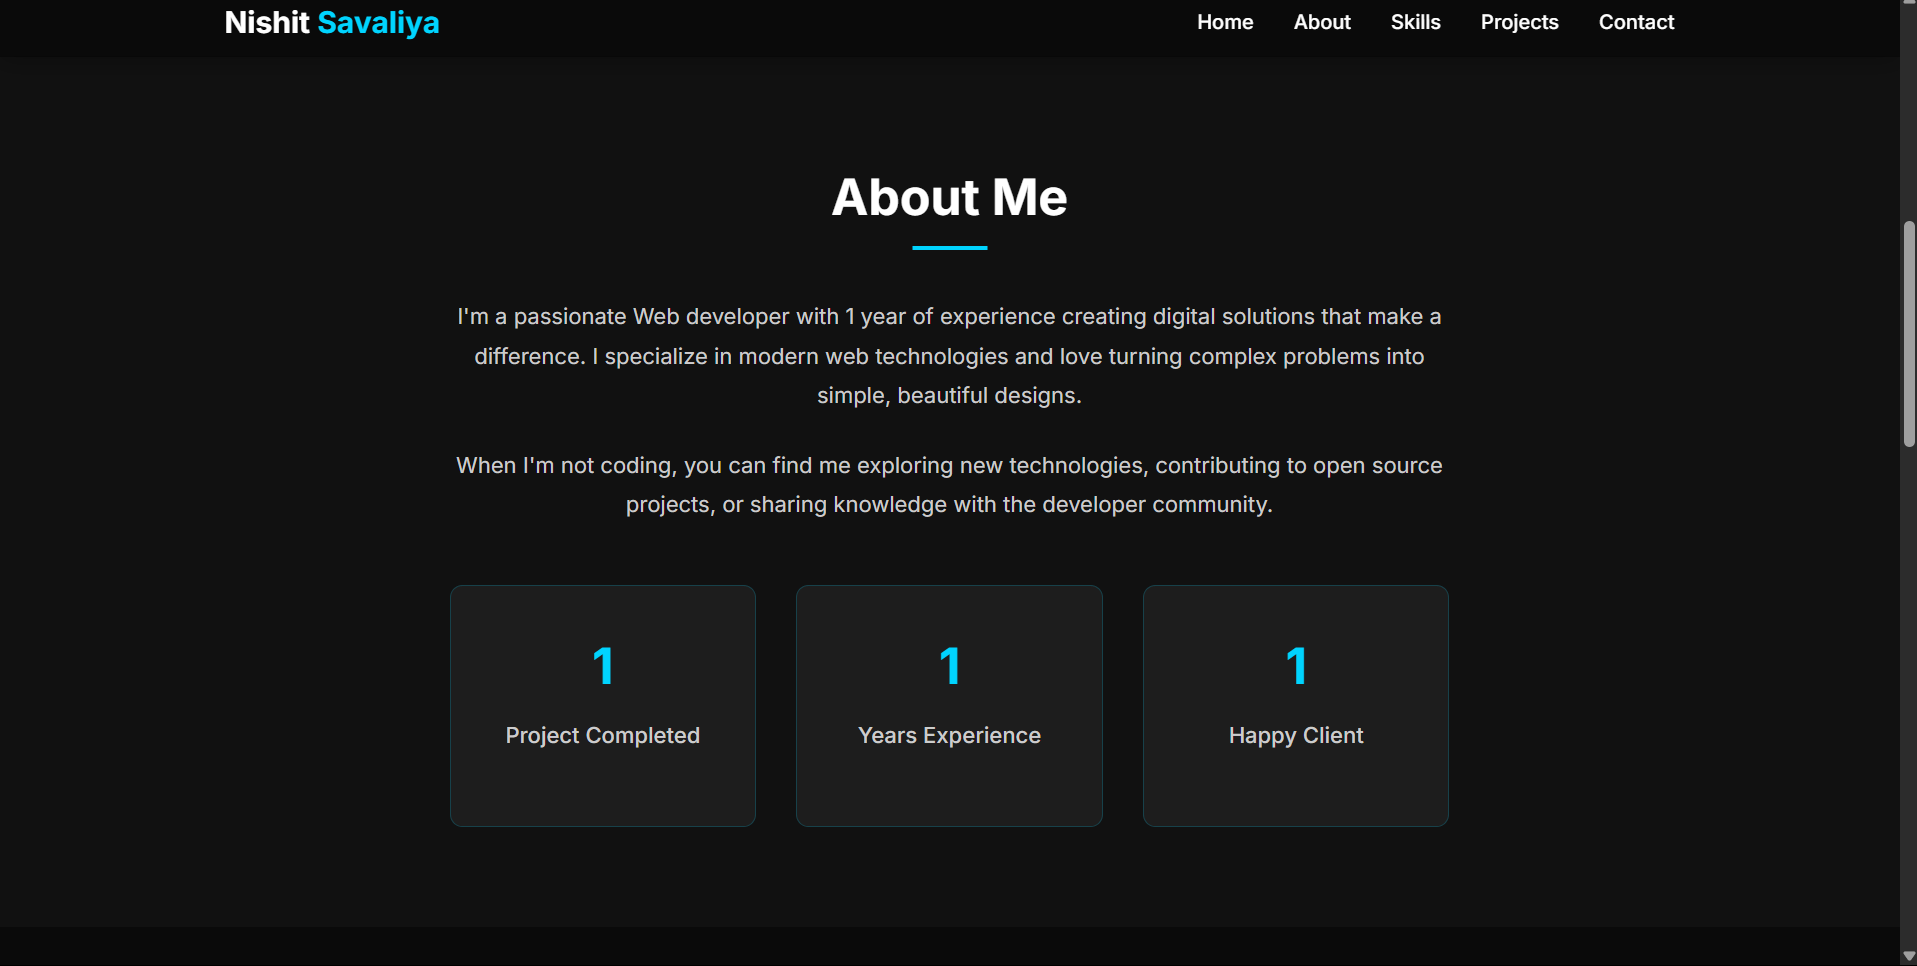 Nishit Savaliya
Home About Skills Projects Contact
About Me
I'm a passionate Web developer with 1 year of experience creating digital solutions that make a
difference. I specialize in modern web technologies and love turning complex problems into
simple, beautiful designs.
When I'm not coding, you can find me exploring new technologies, contributing to open source
projects, or sharing knowledge with the developer community.
1
Project Completed
1
Years Experience
1
Happy Client